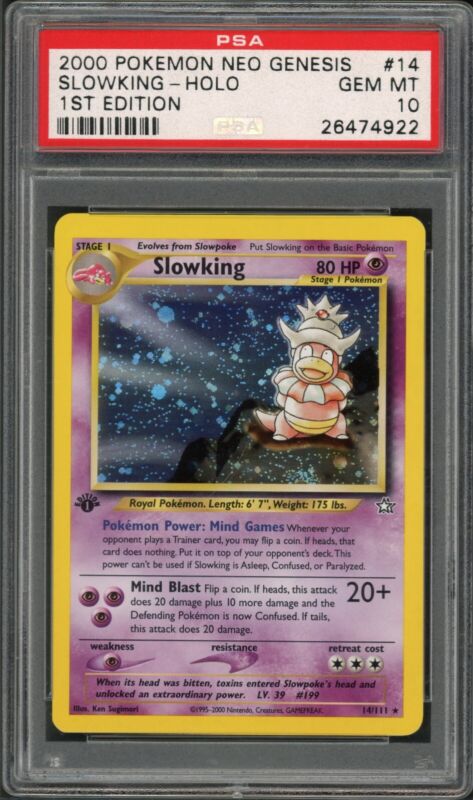 PSA
2000 POKEMON NEO GENESIS #14
SLOWKING - HOLO GEM MT
1ST EDITION 10
PSA 26474922
STAGE 1 Evolves from Slowpoke Put Slowking on the Basic Pokémon
Slowking 80 HP
Stage 1 Pokémon
EDITION 1
Royal Pokémon. Length: 6' 7", Weight: 175 lbs.
Pokémon Power: Mind Games Whenever your
opponent plays a Trainer card, you may flip a coin. If heads, that
card does nothing. Put it on top of your opponent's deck. This
power can't be used if Slowking is Asleep, Confused, or Paralyzed.
Mind Blast Flip a coin. If heads, this attack 20+
does 20 damage plus 10 more damage and the
Defending Pokémon is now Confused. If tails,
this attack does 20 damage.
weakness resistance retreat cost
When its head was bitten, toxins entered Slowpoke's head and
unlocked an extraordinary power. LV. 39 #199
Illus. Ken Sugimori ©1995-2000 Nintendo, Creatures, GAMEFREAK. 14/111 ★